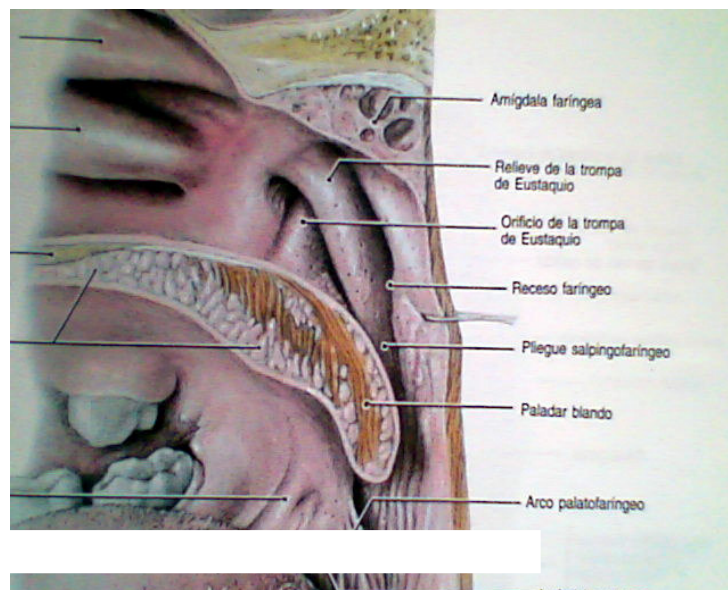 Amígdala faríngea
Relieve de la trompa
de Eustaquio
Orificio de la trompa
de Eustaquio
Receso faríngeo
Pliegue salpingofaríngeo
Paladar blando
Arco palatofaríngeo